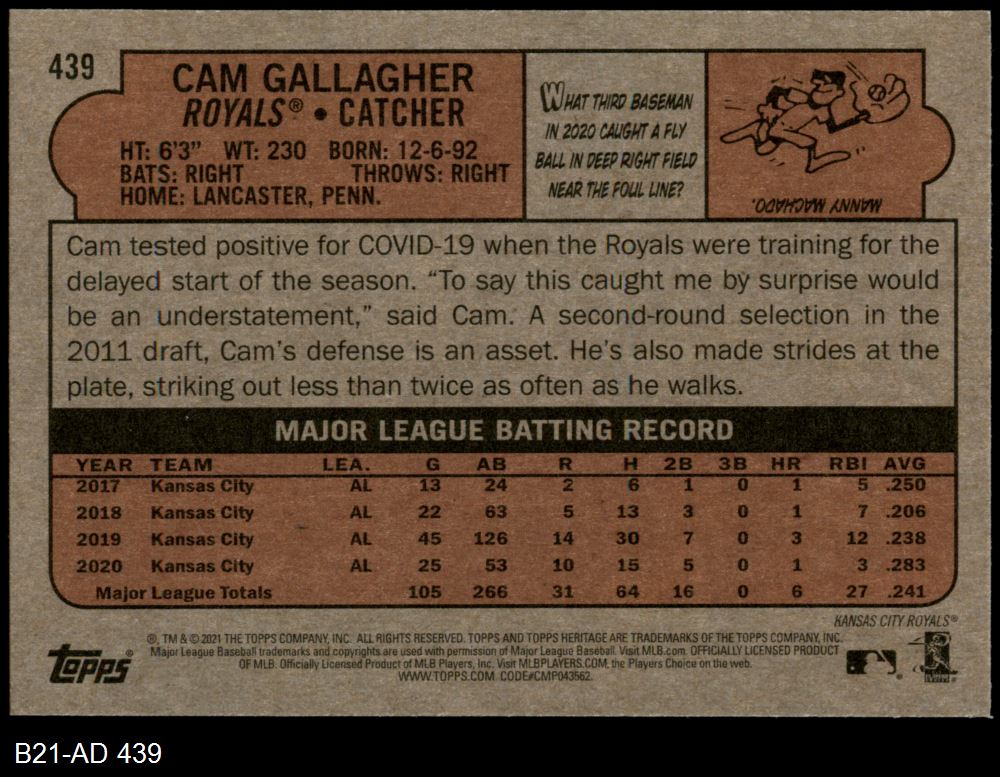 439
CAM GALLAGHER
ROYALS® • CATCHER
HT: 6'3” WT: 230 BORN: 12-6-92
BATS: RIGHT THROWS: RIGHT
HOME: LANCASTER, PENN.
WHAT THIRD BASEMAN
IN 2020 CAUGHT A FLY
BALL IN DEEP RIGHT FIELD
NEAR THE FOUL LINE?
MANNY MACHADO.
Cam tested positive for COVID-19 when the Royals were training for the
delayed start of the season. “To say this caught me by surprise would
be an understatement,” said Cam. A second-round selection in the
2011 draft, Cam's defense is an asset. He's also made strides at the
plate, striking out less than twice as often as he walks.
MAJOR LEAGUE BATTING RECORD
YEAR TEAM LEA. G AB R H 2B 3B HR RBI AVG
2017 Kansas City AL 13 24 2 6 1 0 1 5 .250
2018 Kansas City AL 22 63 5 13 3 0 1 7 .206
2019 Kansas City AL 45 126 14 30 7 0 3 12 .238
2020 Kansas City AL 25 53 10 15 5 0 1 3 .283
Major League Totals 105 266 31 64 16 0 6 27 .241
KANSAS CITY ROYALS®
®, TM & © 2021 THE TOPPS COMPANY, INC. ALL RIGHTS RESERVED. TOPPS AND TOPPS HERITAGE ARE TRADEMARKS OF THE TOPPS COMPANY, INC.
Major League Baseball trademarks and copyrights are used with permission of Major League Baseball. Visit MLB.com. OFFICIALLY LICENSED PRODUCT
OF MLB. Officially Licensed Product of MLB Players, Inc. Visit MLBPLAYERS.COM, the Players Choice on the web.
WWW.TOPPS.COM CODE#CMP043562
Topps®
B21-AD 439